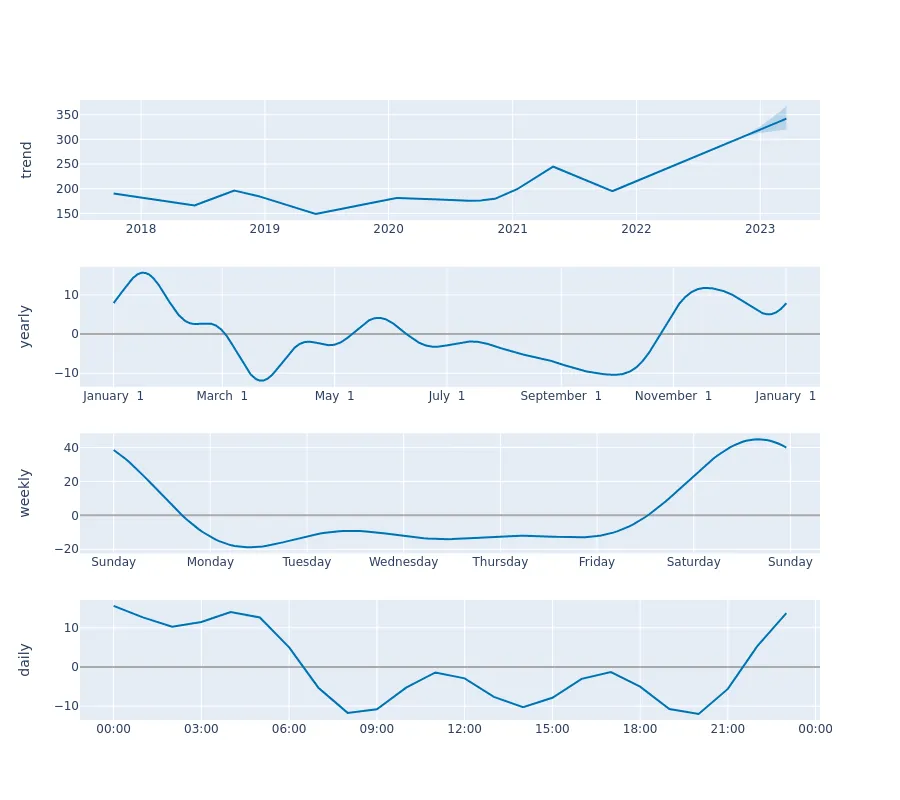 trend
350
300
250
200
150
2018 2019 2020 2021 2022 2023
yearly
10
0
−10
January 1 March 1 May 1 July 1 September 1 November 1 January 1
weekly
40
20
0
−20
Sunday Monday Tuesday Wednesday Thursday Friday Saturday Sunday
daily
10
0
−10
00:00 03:00 06:00 09:00 12:00 15:00 18:00 21:00 00:00